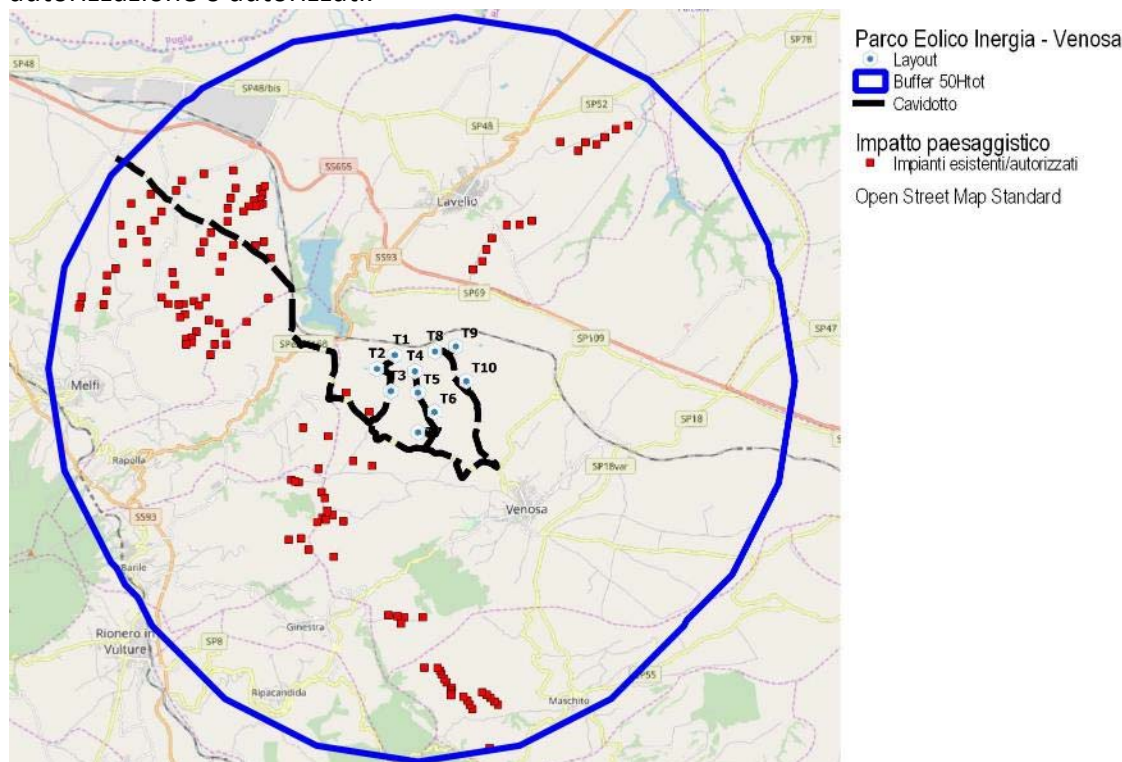 autorizzazione o autorizzati.
Parco Eolico Inergia - Venosa
Layout
Buffer 50Htot
Cavidotto
Impatto paesaggistico
Impianti esistenti/autorizzati
Open Street Map Standard
Puglia
SP48
SP48/bis
SP78
SP52
SP48
SS655
Lavello
SS93
SP69
SP109
SP47
T1
T8
T9
T2
T4
T3
T5
T10
T6
Melfi
SP18
Rapolla
SP18var
SS93
Venosa
Barile
Rionero in
Vulture
SP8
Ginestra
Ripacandida
Maschito
SP55